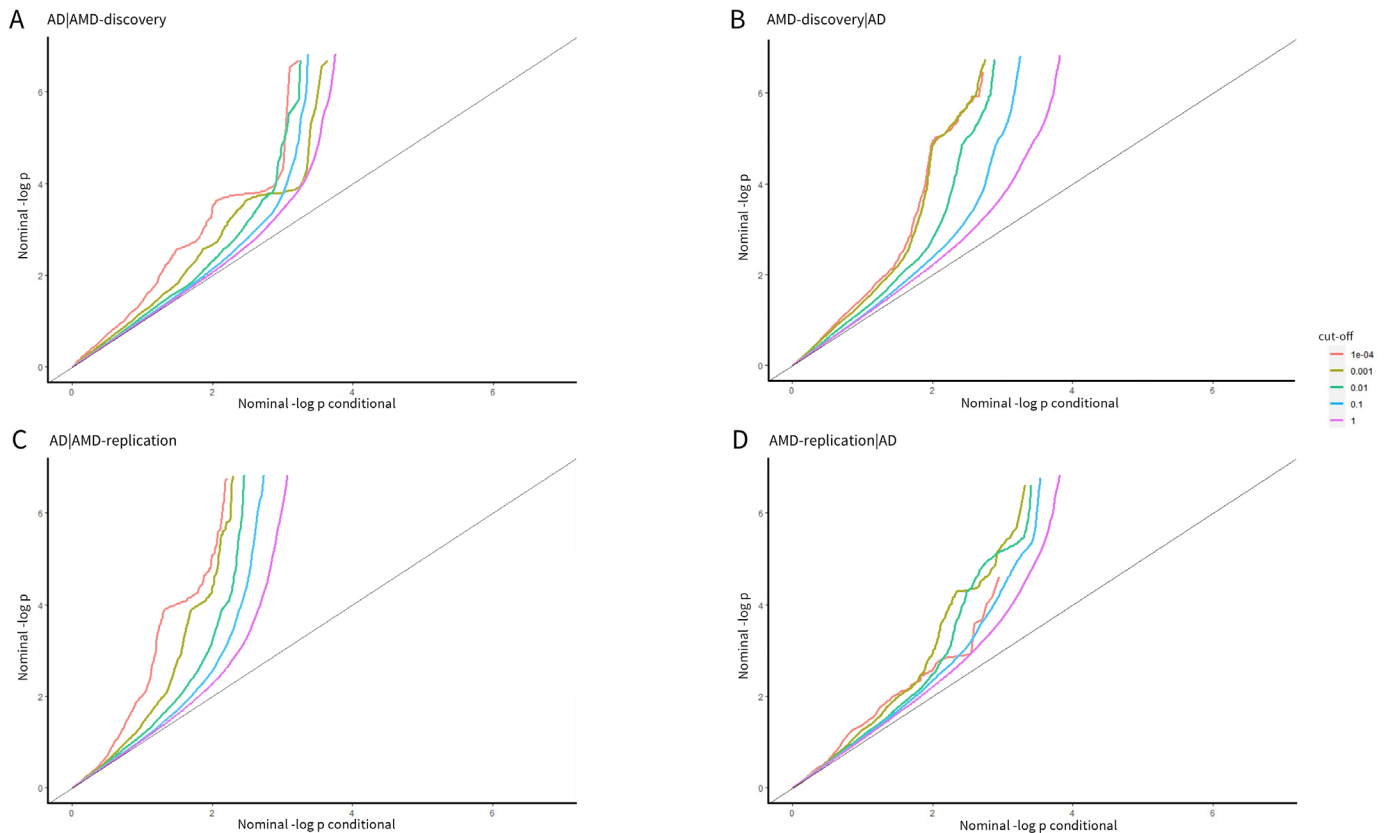 A AD|AMD-discovery
Nominal -log p
6
4
2
0
0 2 4 6
Nominal -log p conditional
B AMD-discovery|AD
Nominal -log p
6
4
2
0
0 2 4 6
Nominal -log p conditional
cut-off
1e-04
0.001
0.01
0.1
1
C AD|AMD-replication
Nominal -log p
6
4
2
0
0 2 4 6
Nominal -log p conditional
D AMD-replication|AD
Nominal -log p
6
4
2
0
0 2 4 6
Nominal -log p conditional